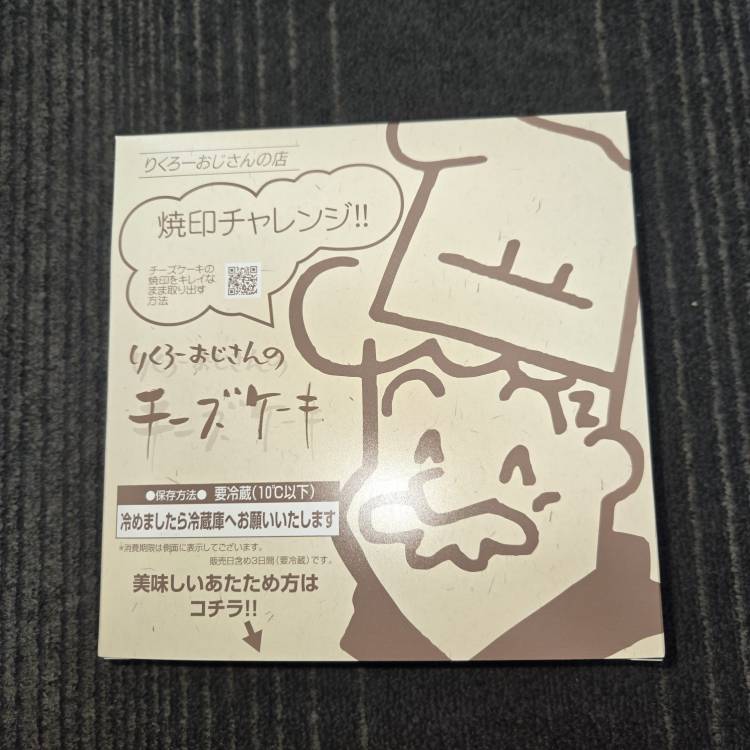 りくろーおじさんの店
焼印チャレンジ!!
チーズケーキの
焼印をキレイな
まま取り出す
方法
りくろーおじさんの
チーズケーキ
●保存方法● 要冷蔵(10℃以下)
冷めましたら冷蔵庫へお願いいたします
*消費期限は側面に表示してございます。
販売日含め3日間(要冷蔵)です。
美味しいあたため方は
コチラ!!